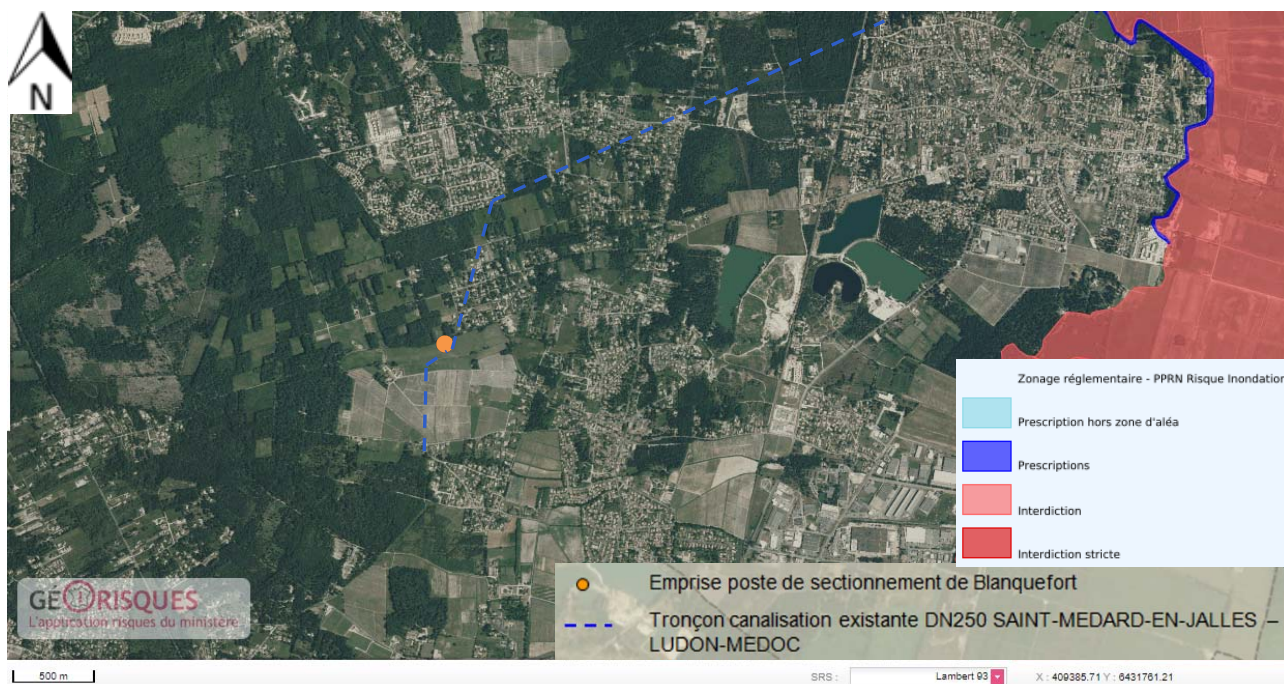 N
Zonage réglementaire - PPRN Risque Inondation
Prescription hors zone d'aléa
Prescriptions
Interdiction
Interdiction stricte
GÉORISQUES
L'application risques du ministère
Emprise poste de sectionnement de Blanquefort
Tronçon canalisation existante DN250 SAINT-MEDARD-EN-JALLES –
LUDON-MEDOC
500 m
SRS :
Lambert 93
X : 409385.71 Y : 6431761.21